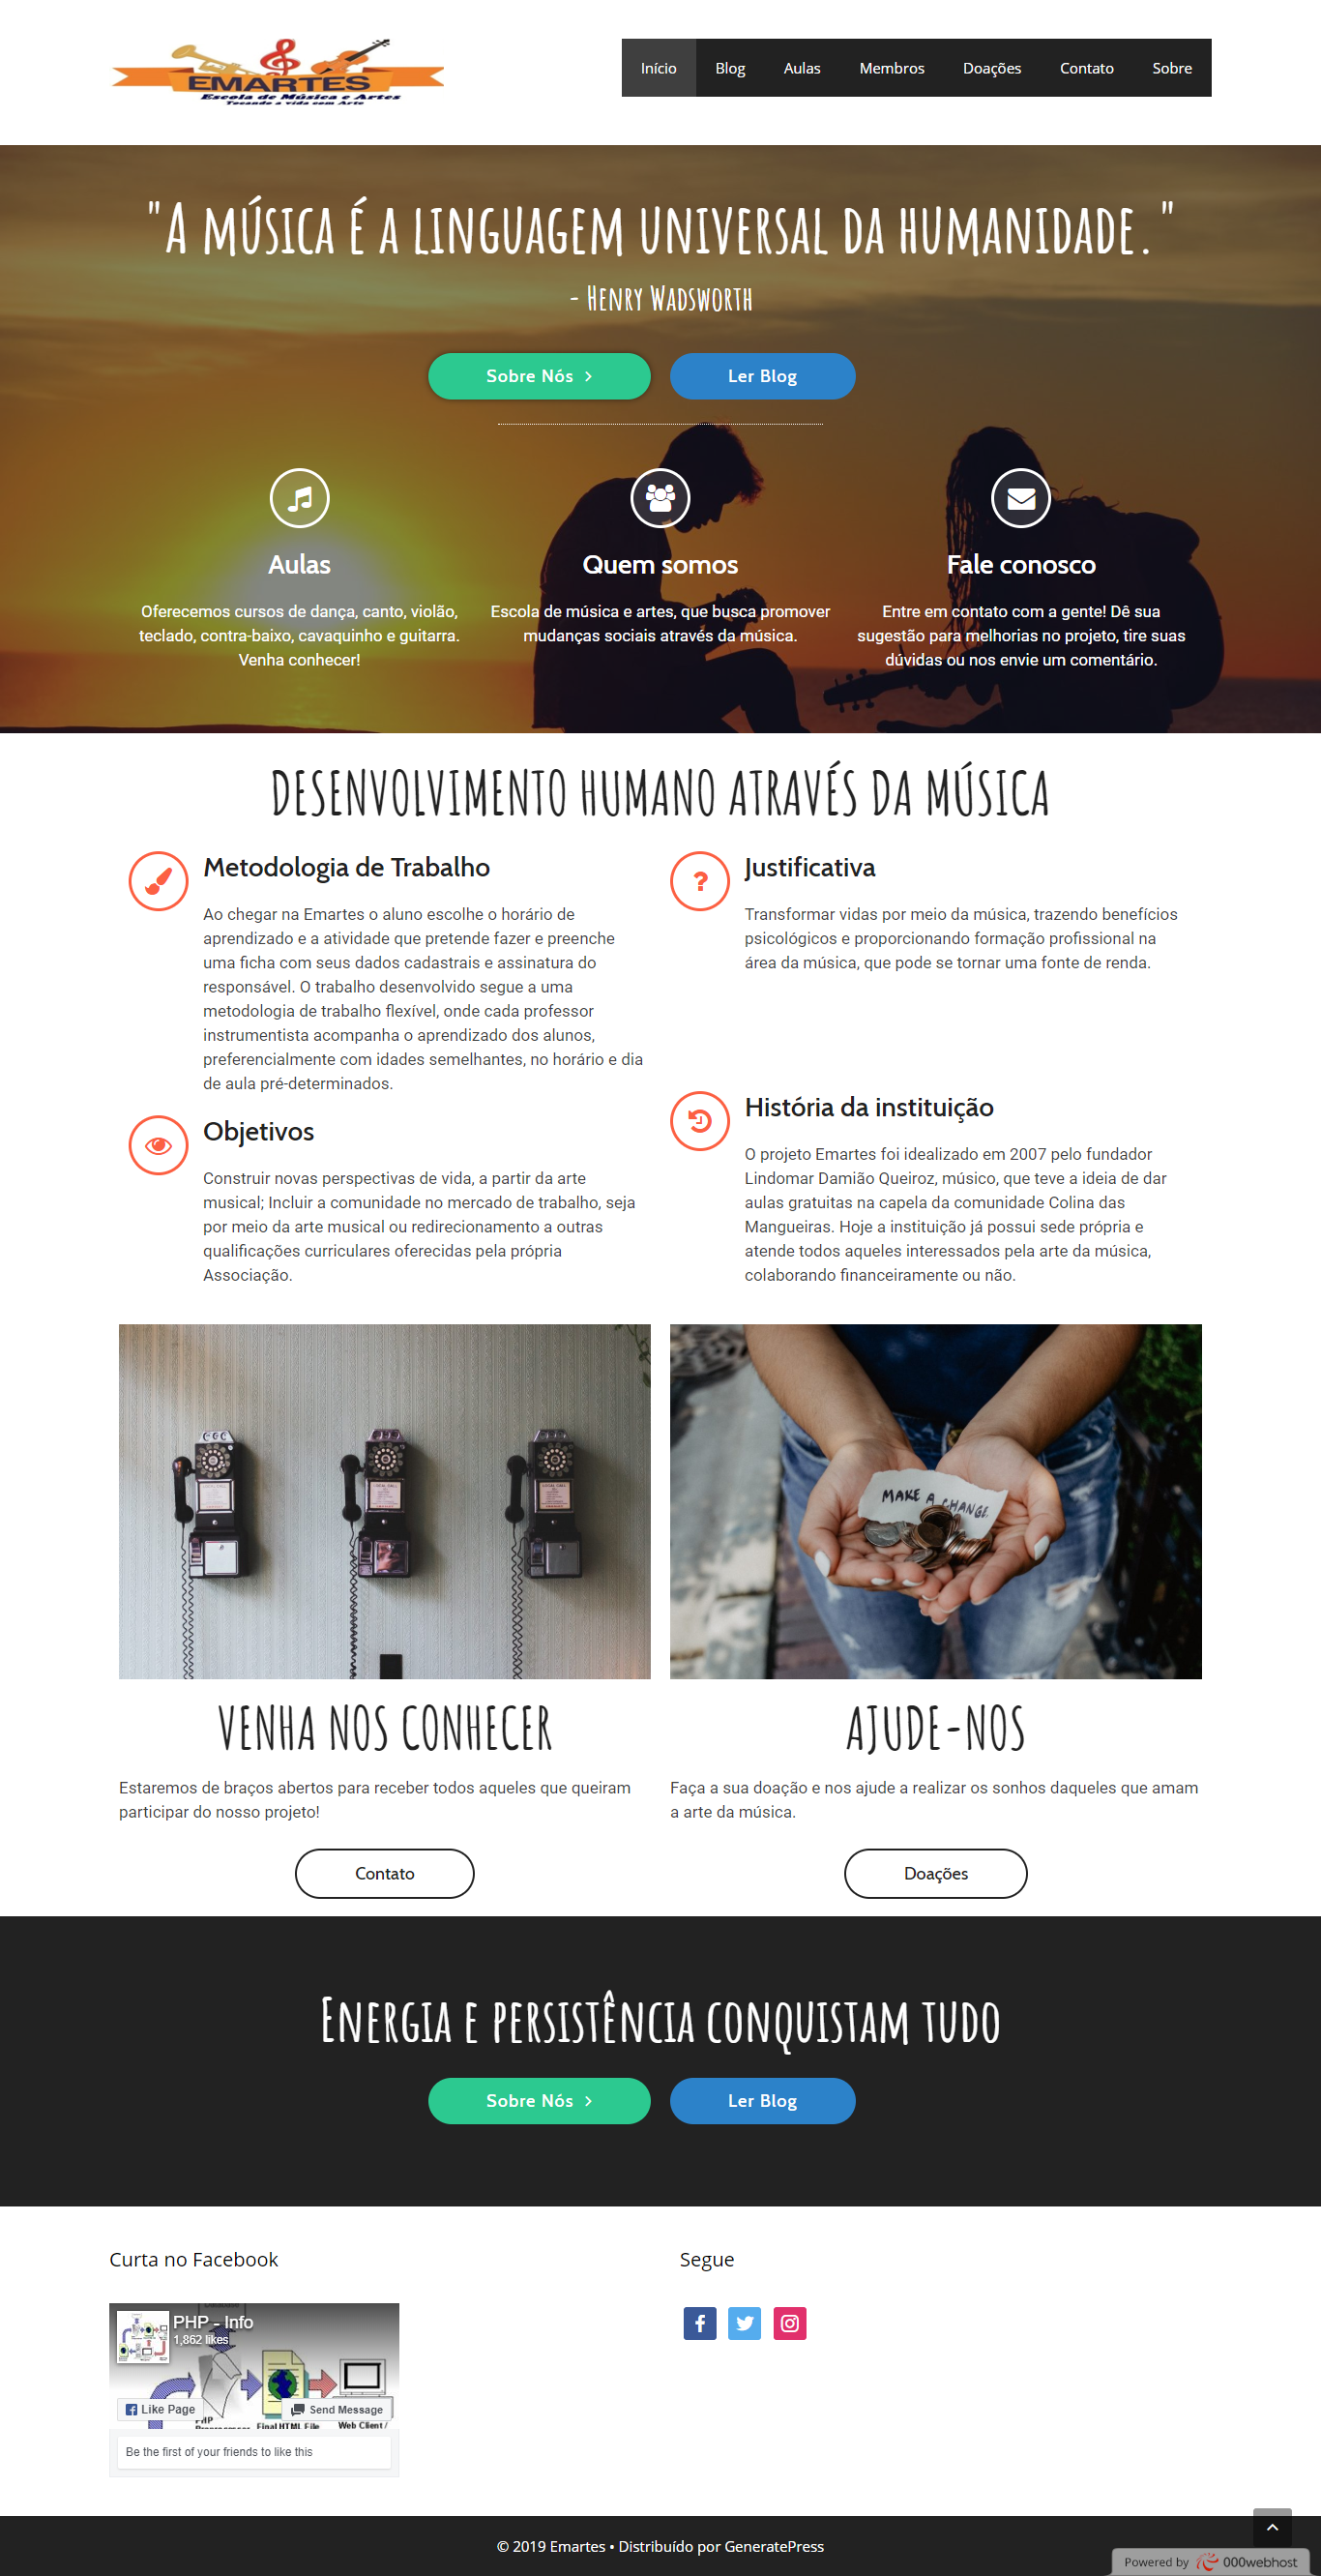 EMARTES
Escola de Música e Artes
Tocando a vida com Arte
Início Blog Aulas Membros Doações Contato Sobre
"A música é a linguagem universal da humanidade."
- Henry Wadsworth
Sobre Nós
Ler Blog
Aulas
Oferecemos cursos de dança, canto, violão,
teclado, contra-baixo, cavaquinho e guitarra.
Venha conhecer!
Quem somos
Escola de música e artes, que busca promover
mudanças sociais através da música.
Fale conosco
Entre em contato com a gente! Dê sua
sugestão para melhorias no projeto, tire suas
dúvidas ou nos envie um comentário.
DESENVOLVIMENTO HUMANO ATRAVÉS DA MÚSICA
Metodologia de Trabalho
Ao chegar na Emartes o aluno escolhe o horário de
aprendizado e a atividade que pretende fazer e preenche
uma ficha com seus dados cadastrais e assinatura do
responsável. O trabalho desenvolvido segue a uma
metodologia de trabalho flexível, onde cada professor
instrumentista acompanha o aprendizado dos alunos,
preferencialmente com idades semelhantes, no horário e dia
de aula pré-determinados.
Justificativa
Transformar vidas por meio da música, trazendo benefícios
psicológicos e proporcionando formação profissional na
área da música, que pode se tornar uma fonte de renda.
Objetivos
Construir novas perspectivas de vida, a partir da arte
musical; Incluir a comunidade no mercado de trabalho, seja
por meio da arte musical ou redirecionamento a outras
qualificações curriculares oferecidas pela própria
Associação.
História da instituição
O projeto Emartes foi idealizado em 2007 pelo fundador
Lindomar Damião Queiroz, músico, que teve a ideia de dar
aulas gratuitas na capela da comunidade Colina das
Mangueiras. Hoje a instituição já possui sede própria e
atende todos aqueles interessados pela arte da música,
colaborando financeiramente ou não.
MAKE A CHANGE.
VENHA NOS CONHECER
Estaremos de braços abertos para receber todos aqueles que queiram
participar do nosso projeto!
Contato
AJUDE-NOS
Faça a sua doação e nos ajude a realizar os sonhos daqueles que amam
a arte da música.
Doações
Energia e persistência conquistam tudo
Sobre Nós
Ler Blog
Curta no Facebook
PHP - Info
1,862 likes
Like Page
Send Message
PHP
Final HTML File
Web Client /
Be the first of your friends to like this
Segue
© 2019 Emartes • Distribuído por GeneratePress
Powered by 000webhost